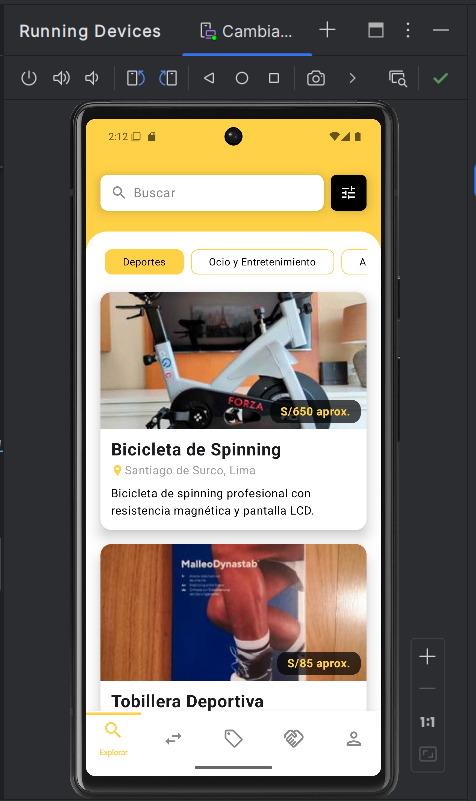 Running Devices
Cambia...
2:12
Buscar
Deportes
Ocio y Entretenimiento
A
FORZA
S/650 aprox.
Bicicleta de Spinning
Santiago de Surco, Lima
Bicicleta de spinning profesional con
resistencia magnética y pantalla LCD.
MalleoDynastab
S/85 aprox.
Tobillera Deportiva
Explorar
1:1